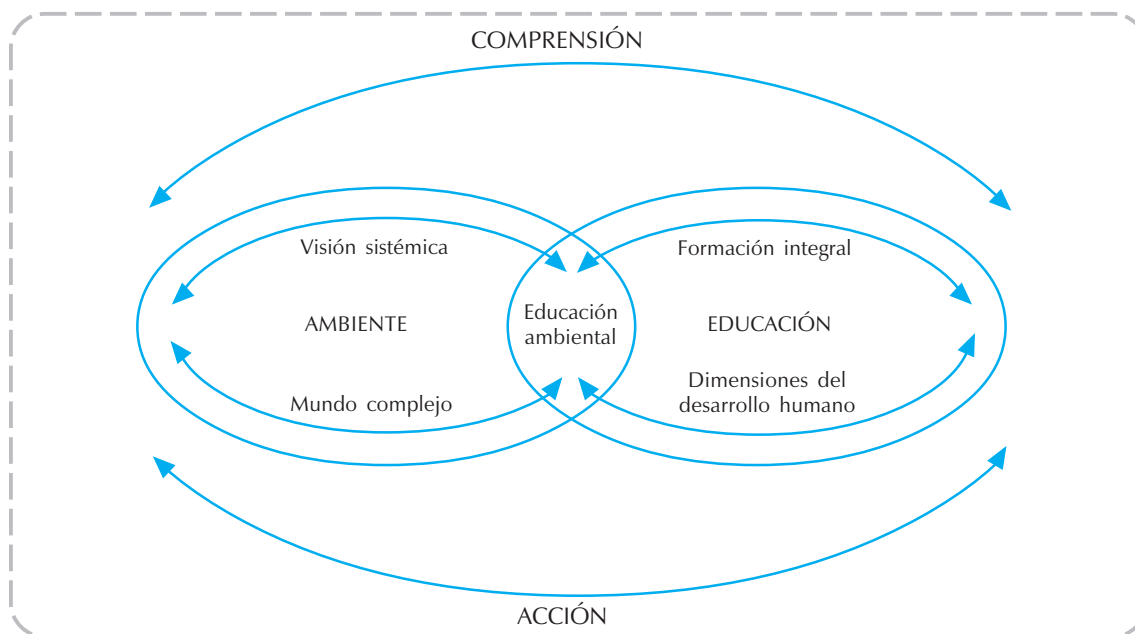 COMPRENSIÓN
Visión sistémica
Formación integral
AMBIENTE
Educación
ambiental
EDUCACIÓN
Mundo complejo
Dimensiones del
desarrollo humano
ACCIÓN